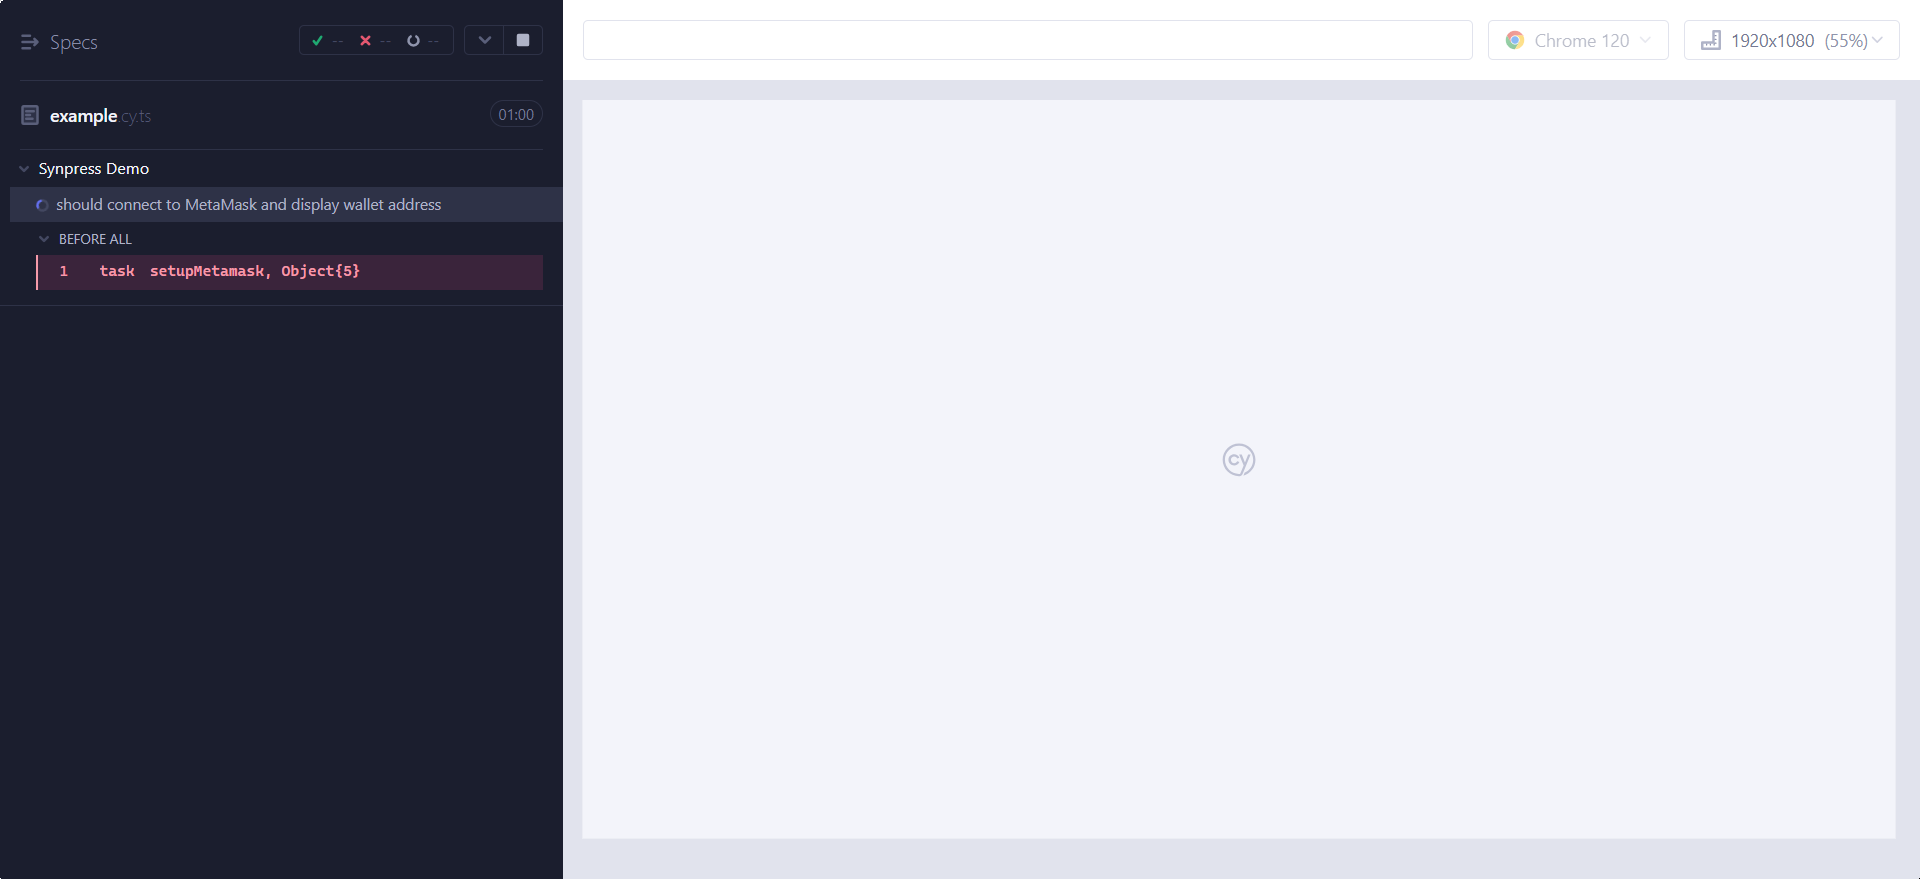 Specs
-- -- --
Chrome 120
1920x1080 (55%)
example.cy.ts
01:00
Synpress Demo
should connect to MetaMask and display wallet address
BEFORE ALL
1 task setupMetamask, Object{5}
cy